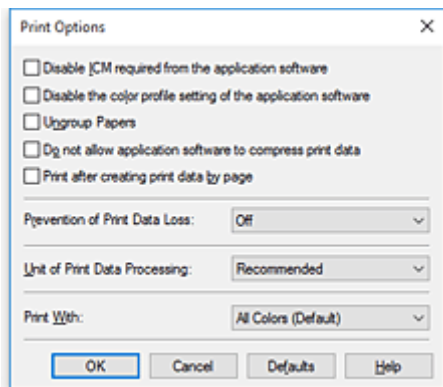 Print Options
Disable ICM required from the application software
Disable the color profile setting of the application software
Ungroup Papers
Do not allow application software to compress print data
Print after creating print data by page
Prevention of Print Data Loss: Off
Unit of Print Data Processing: Recommended
Print With: All Colors (Default)
OK Cancel Defaults Help